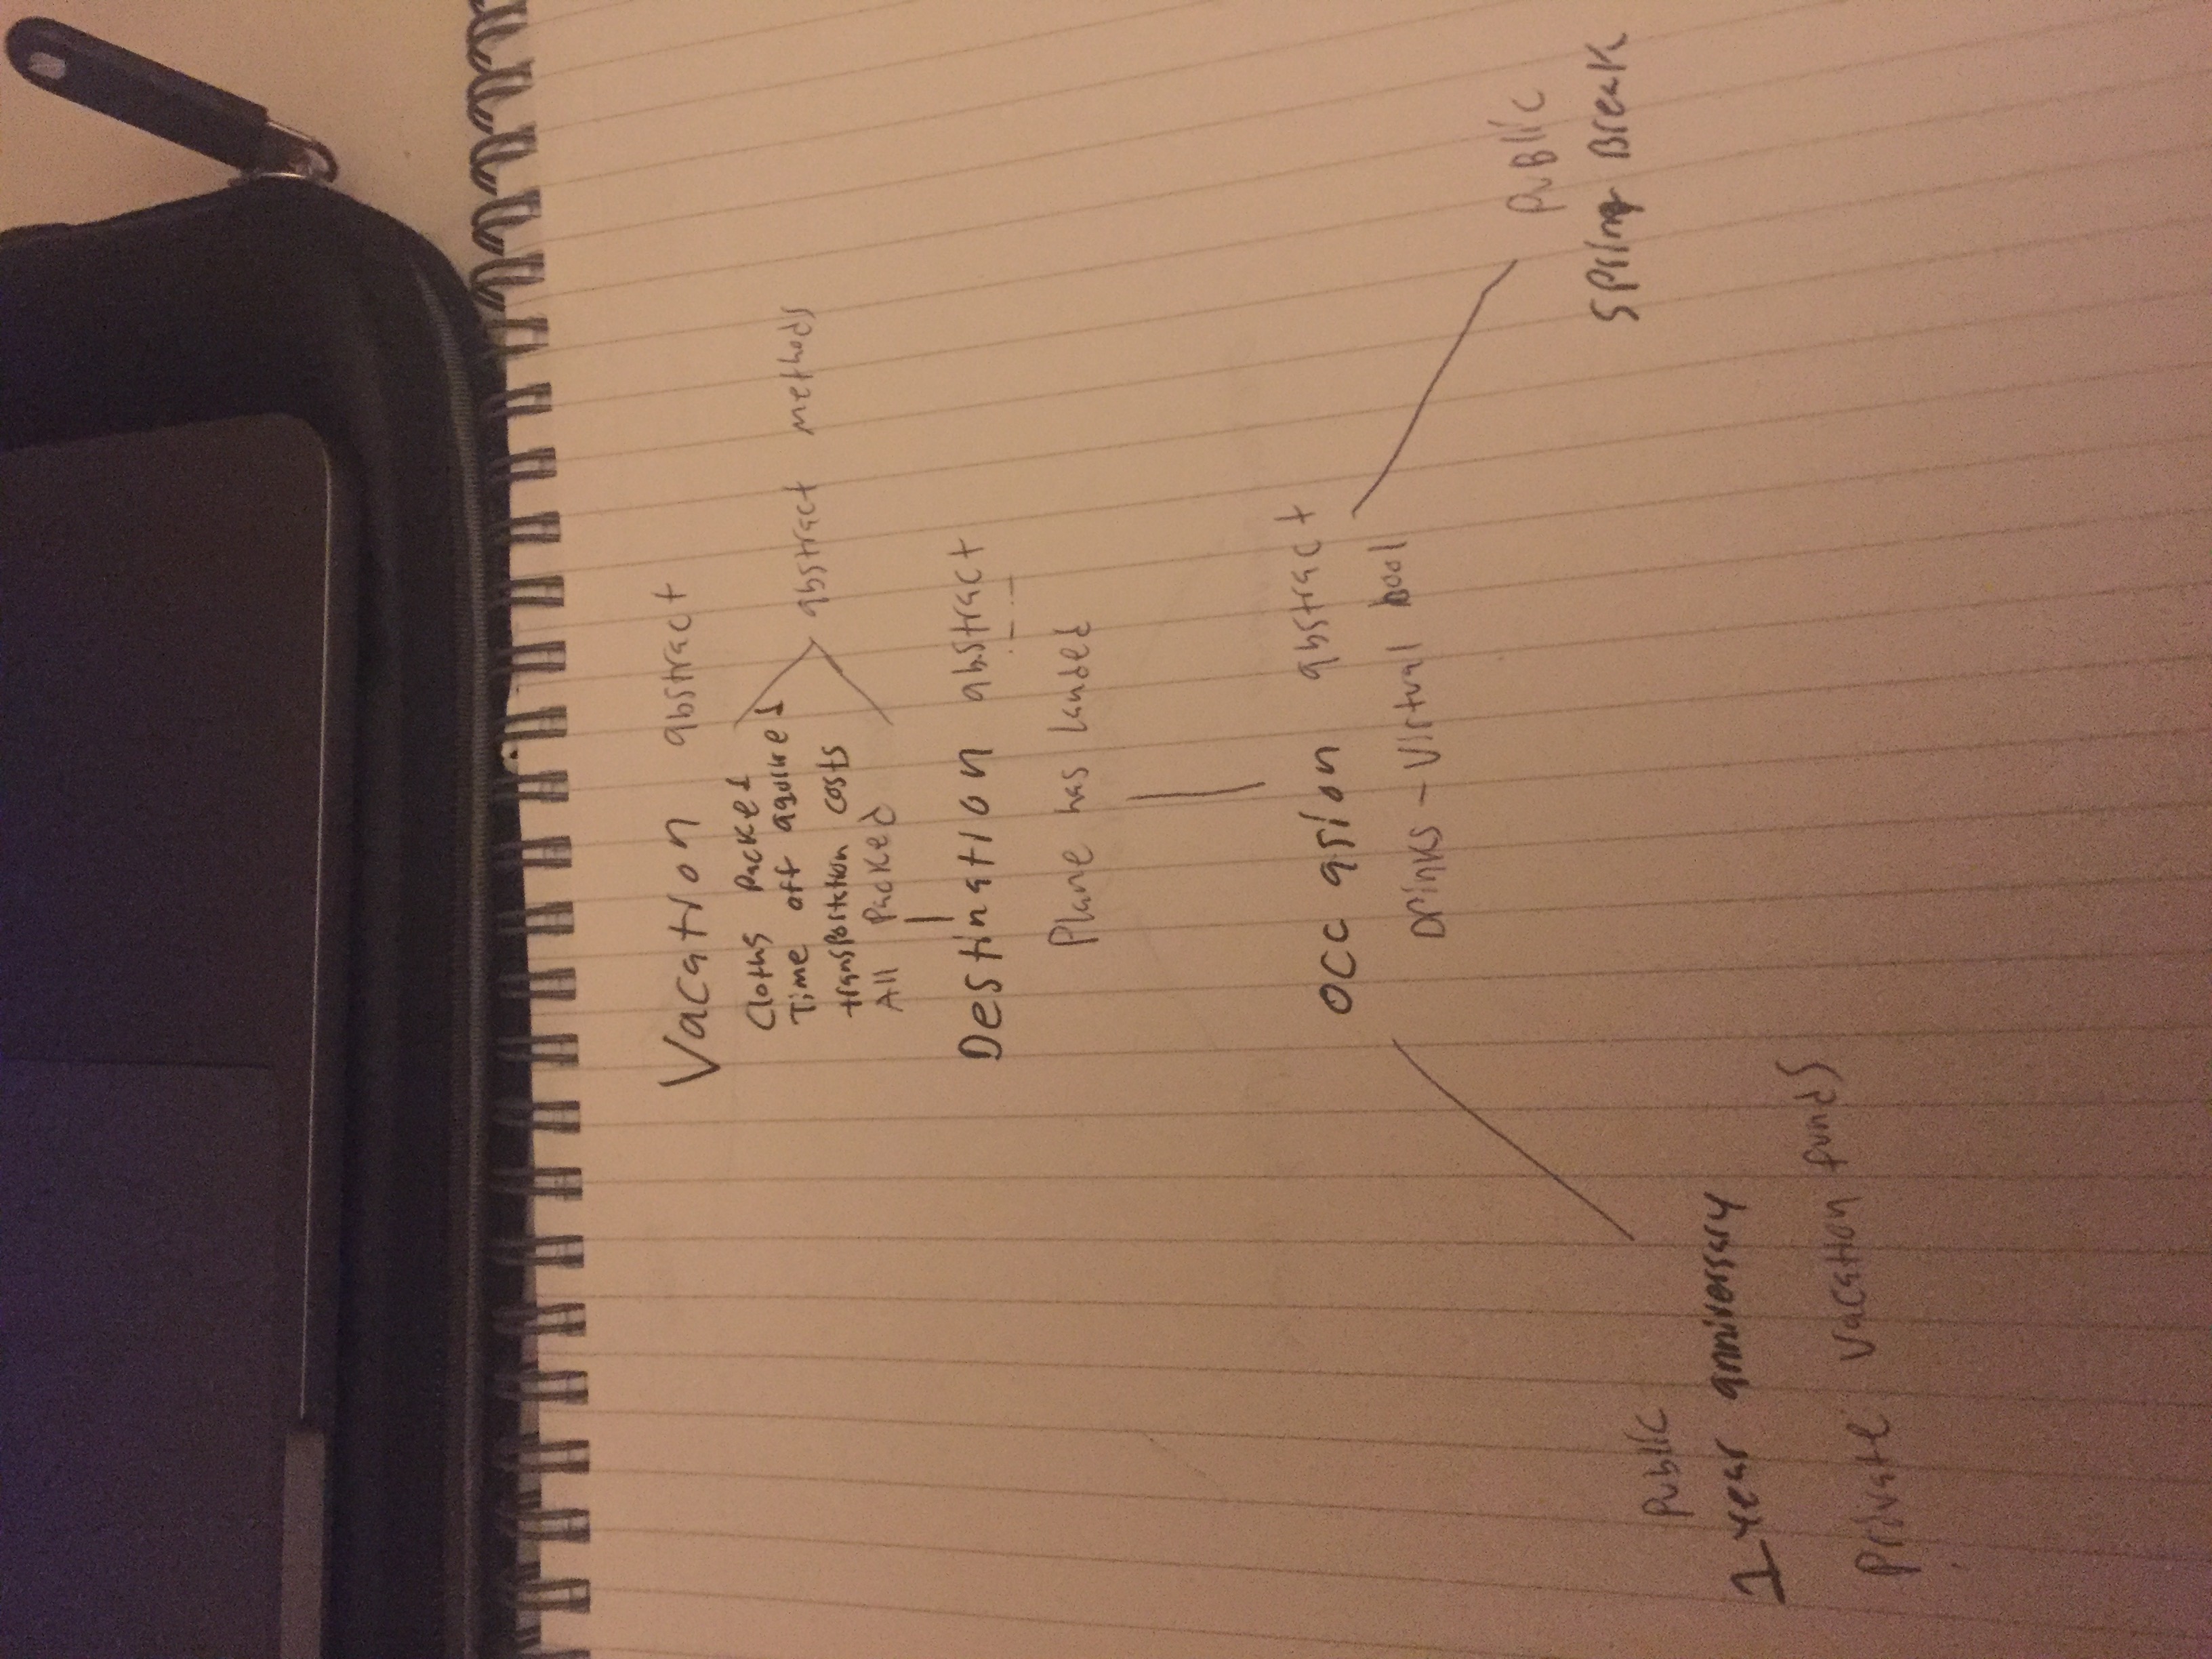 Vacation abstract
Cloths Packed
Time off aquired
transportation costs
All Packed
abstract methods
Destination abstract
Plane has landed
occasion abstract
Drinks - Virtual bool
Public
Spring Break
Public
1 year anniversary
Private Vacation funds